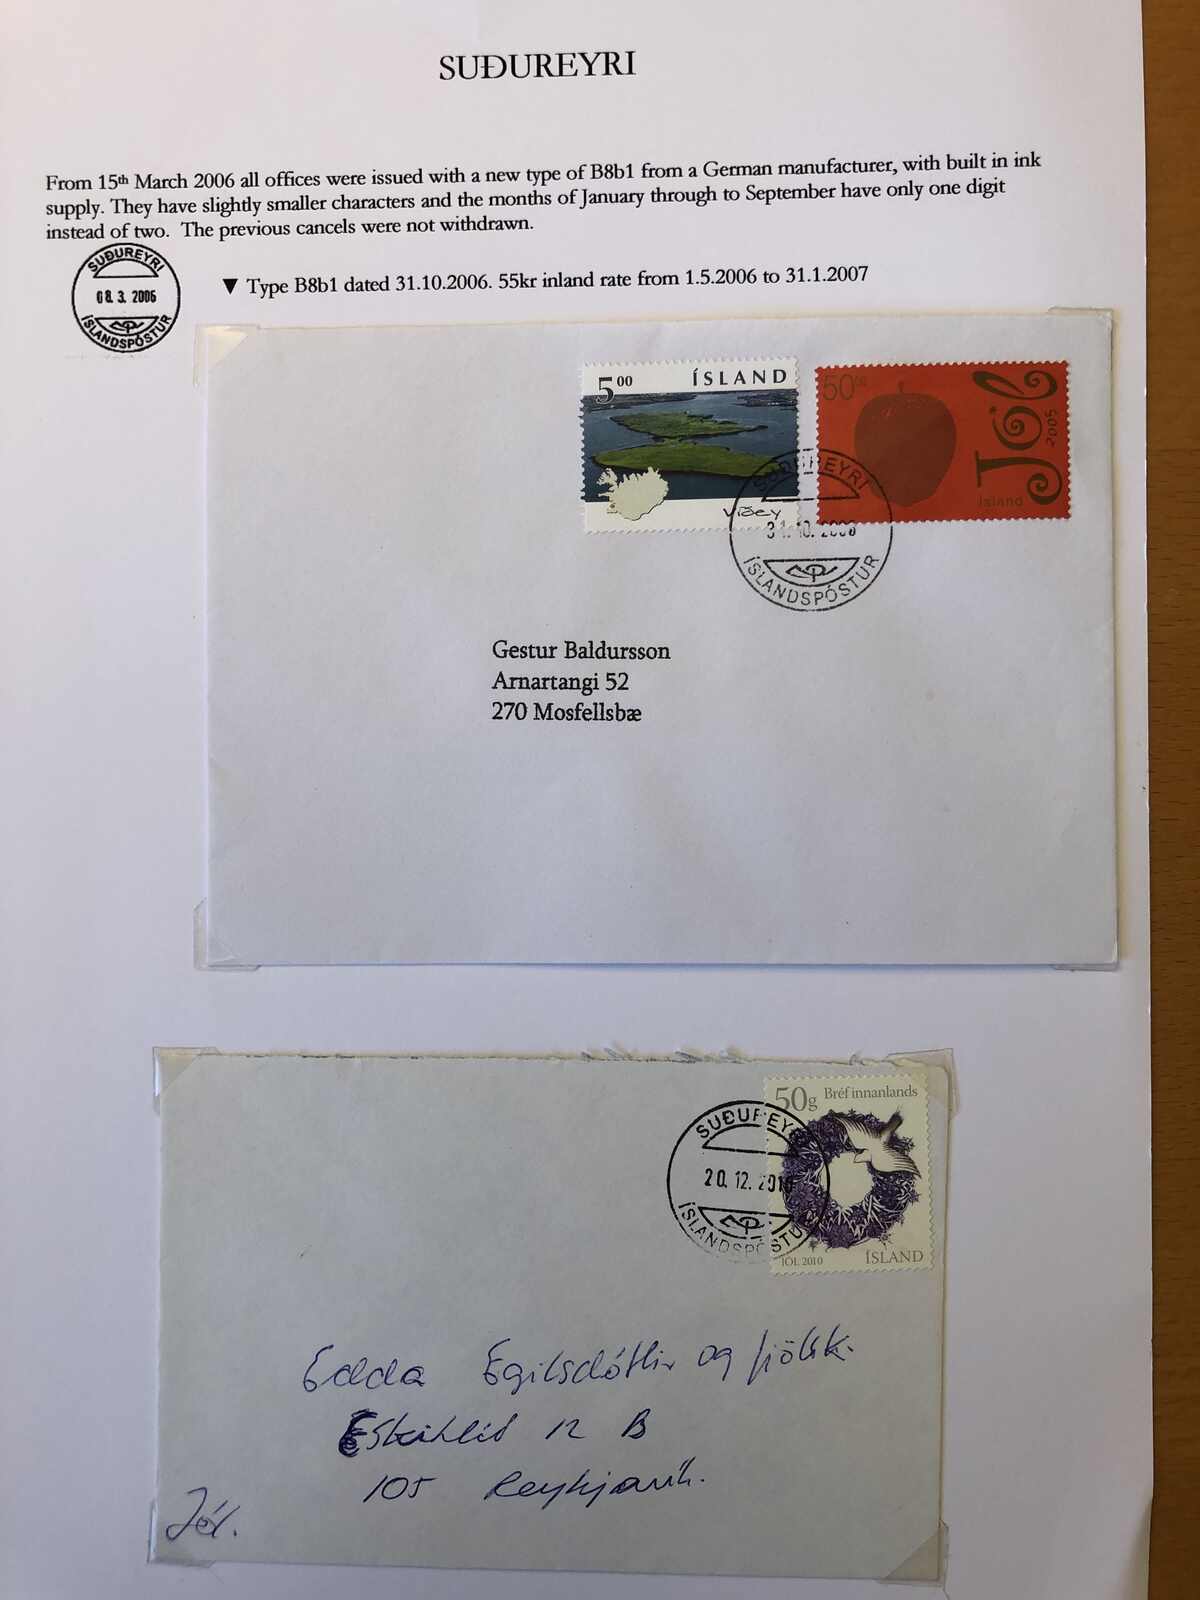 SUÐUREYRI
From 15th March 2006 all offices were issued with a new type of B8b1 from a German manufacturer, with built in ink
supply. They have slightly smaller characters and the months of January through to September have only one digit
instead of two. The previous cancels were not withdrawn.
SUÐUREYRI
08. 3. 2006
ÍSLANDSPÓSTUR
▼ Type B8b1 dated 31.10.2006. 55kr inland rate from 1.5.2006 to 31.1.2007
5 00 ÍSLAND
Viðey
50 00
Jól 2005
Ísland
SUÐUREYRI
31. 10. 2006
ÍSLANDSPÓSTUR
Gestur Baldursson
Arnartangi 52
270 Mosfellsbæ
50g Bréf innanlands
JÓL 2010 ÍSLAND
SUÐUREYRI
20. 12. 2010
ÍSLANDSPÓSTUR
Edda Egilsdóttir og fjölsk.
Eskihlíð 12 B
105 Reykjavík.
Jól.